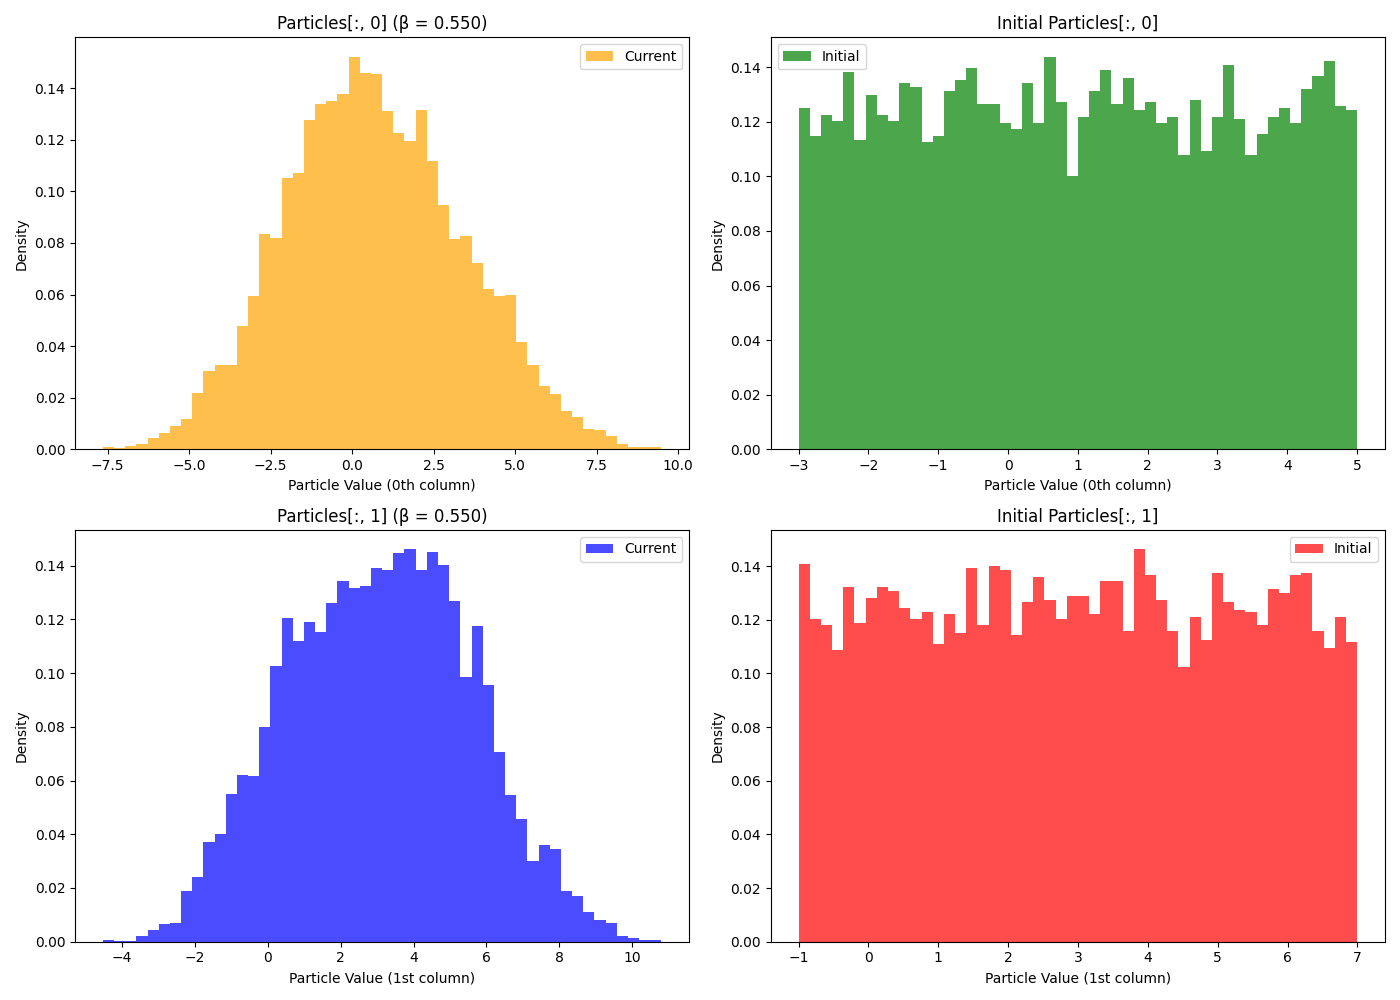 Particles[:, 0] (β = 0.550)
Current
Density
0.14
0.12
0.10
0.08
0.06
0.04
0.02
0.00
−7.5 −5.0 −2.5 0.0 2.5 5.0 7.5 10.0
Particle Value (0th column)
Initial Particles[:, 0]
Initial
Density
0.14
0.12
0.10
0.08
0.06
0.04
0.02
0.00
−3 −2 −1 0 1 2 3 4 5
Particle Value (0th column)
Particles[:, 1] (β = 0.550)
Current
Density
0.14
0.12
0.10
0.08
0.06
0.04
0.02
0.00
−4 −2 0 2 4 6 8 10
Particle Value (1st column)
Initial Particles[:, 1]
Initial
Density
0.14
0.12
0.10
0.08
0.06
0.04
0.02
0.00
−1 0 1 2 3 4 5 6 7
Particle Value (1st column)